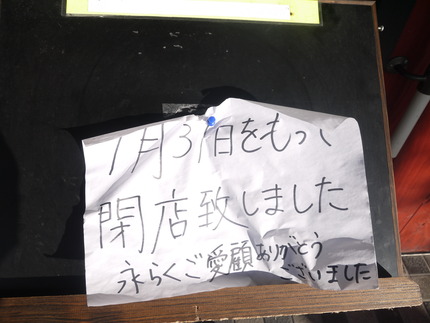 1月31日をもって
閉店致しました
永らくご愛顧ありがとう
ございました